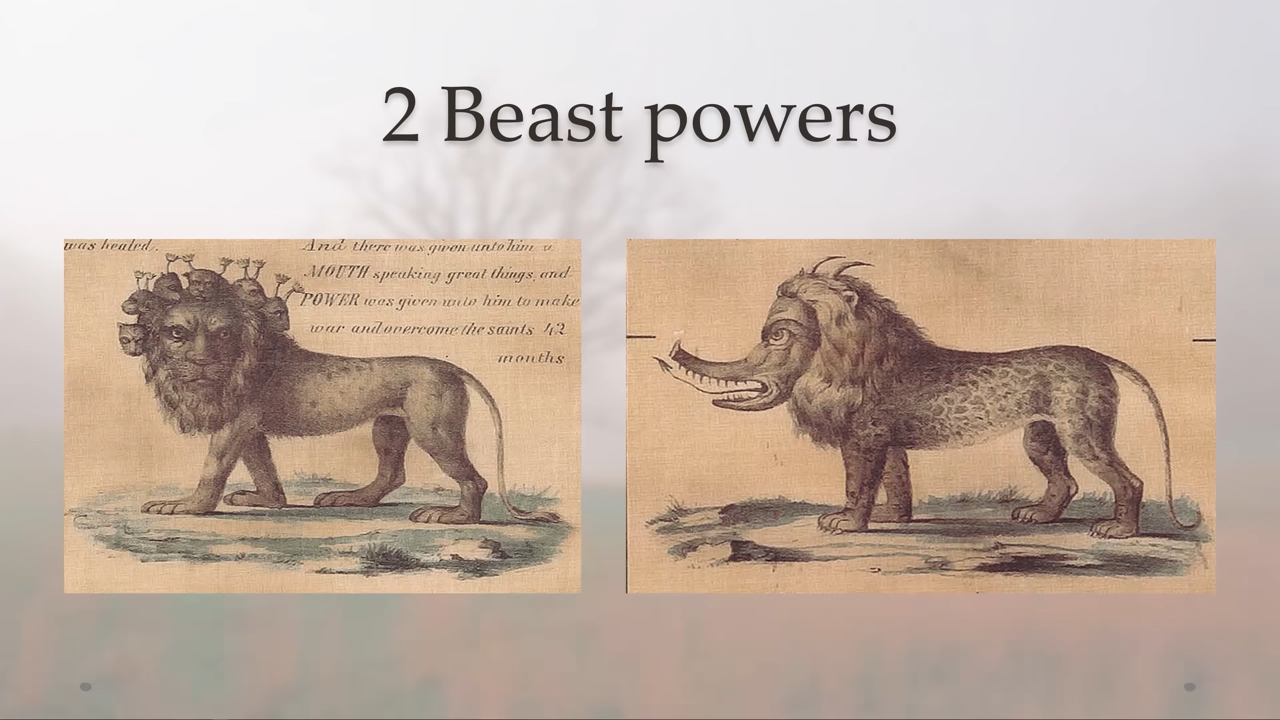 2 Beast powers
was healed.
And there was given unto him a
MOUTH speaking great things, and
POWER was given unto him to make
war and overcome the saints 42
months